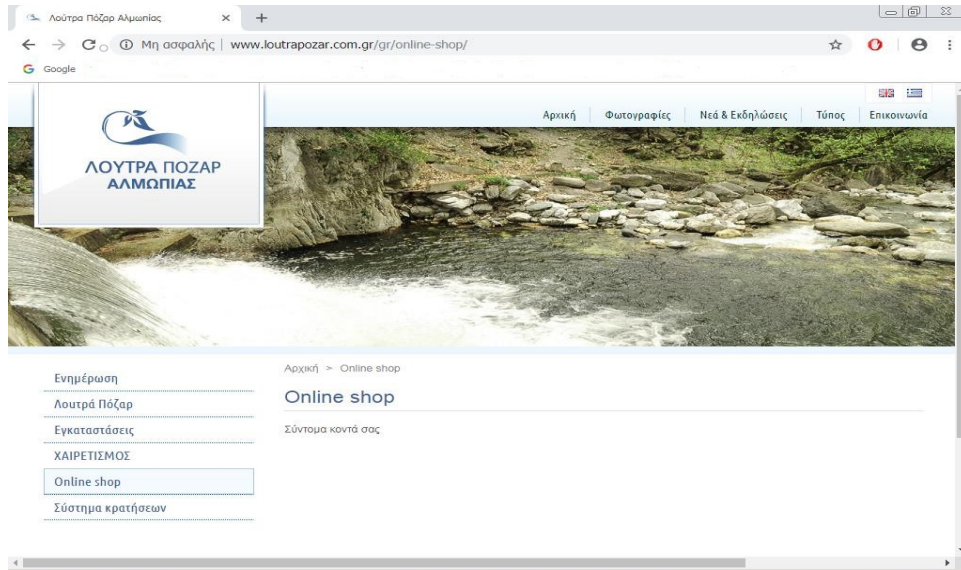 Λούτρα Πόζαρ Αλμωπίας
Μη ασφαλής | www.loutrapozar.com.gr/gr/online-shop/
Google
Αρχική Φωτογραφίες Νεά & Εκδηλώσεις Τύπος Επικοινωνία
ΛΟΥΤΡΑ ΠΟΖΑΡ
ΑΛΜΩΠΙΑΣ
Αρχική > Online shop
Online shop
Σύντομα κοντά σας
Ενημέρωση
Λουτρά Πόζαρ
Εγκαταστάσεις
ΧΑΙΡΕΤΙΣΜΟΣ
Online shop
Σύστημα κρατήσεων